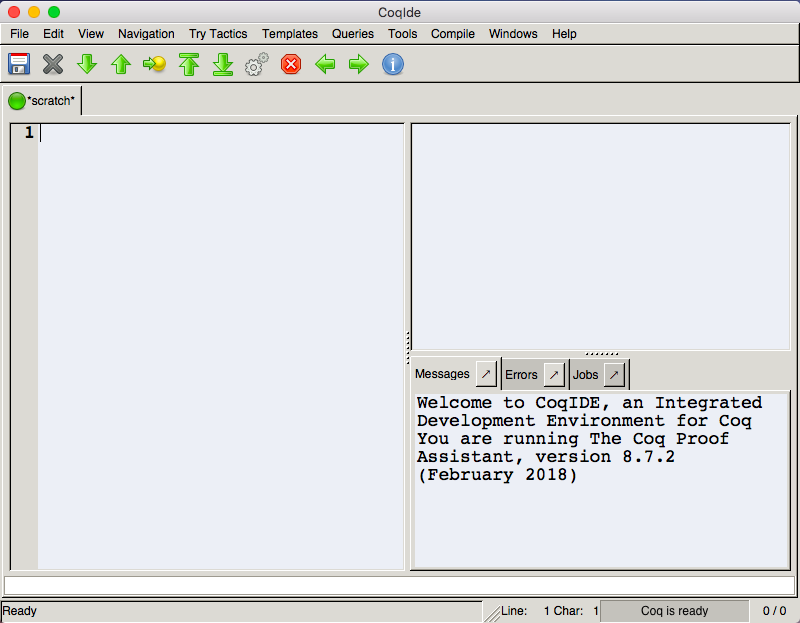 CoqIde
File Edit View Navigation Try Tactics Templates Queries Tools Compile Windows Help
*scratch*
1
Messages Errors Jobs
Welcome to CoqIDE, an Integrated
Development Environment for Coq
You are running The Coq Proof
Assistant, version 8.7.2
(February 2018)
Ready Line: 1 Char: 1 Coq is ready 0 / 0